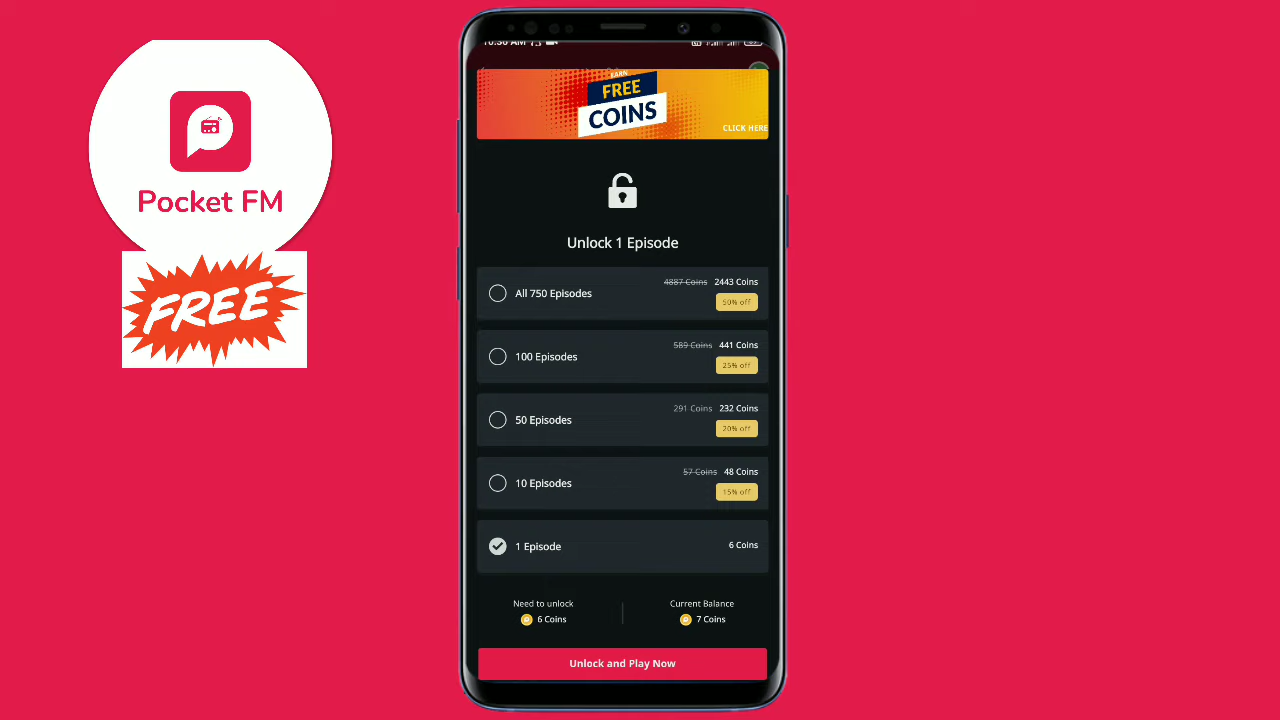 Pocket FM
FREE
10:30 AM
EARN
FREE
COINS
CLICK HERE
Unlock 1 Episode
All 750 Episodes
4887 Coins 2443 Coins
50% off
100 Episodes
589 Coins 441 Coins
25% off
50 Episodes
291 Coins 232 Coins
20% off
10 Episodes
57 Coins 48 Coins
15% off
1 Episode
6 Coins
Need to unlock
6 Coins
Current Balance
7 Coins
Unlock and Play Now